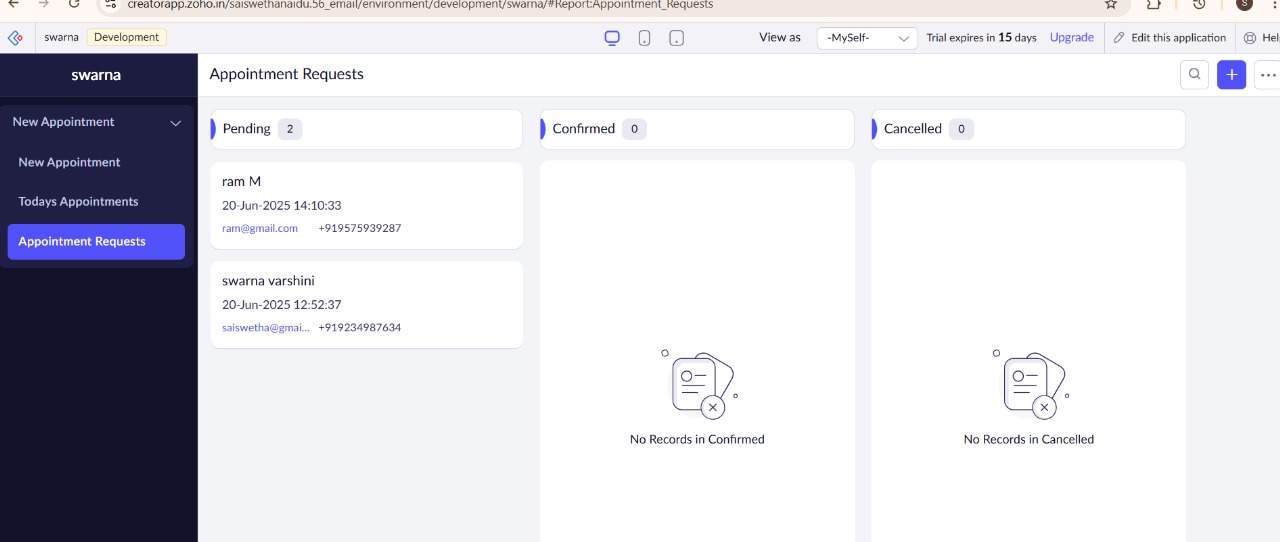 creatorapp.zoho.in/saiswethanaidu.56_email/environment/development/swarna/#Report:Appointment_Requests
swarna Development View as -MySelf- Trial expires in 15 days Upgrade Edit this application
swarna
Appointment Requests
New Appointment
New Appointment
Todays Appointments
Appointment Requests
Pending 2
ram M
20-Jun-2025 14:10:33
ram@gmail.com +919575939287
swarna varshini
20-Jun-2025 12:52:37
saiswetha@gmai... +919234987634
Confirmed 0
No Records in Confirmed
Cancelled 0
No Records in Cancelled